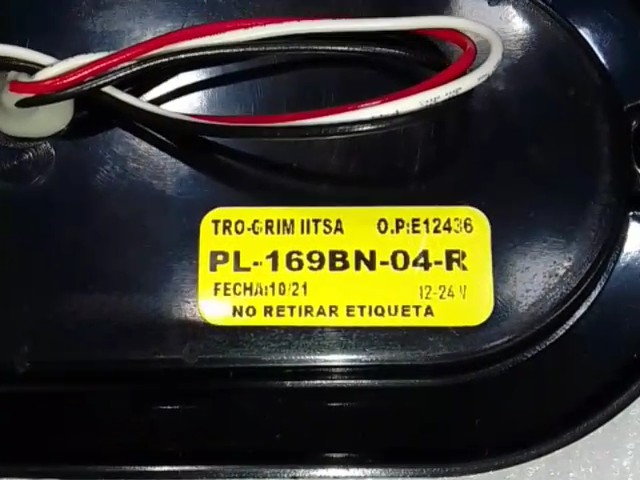 TRO-GRIM IITSA O.P:E12436
PL-169BN-04-R
FECHA:10/21 12-24 V
NO RETIRAR ETIQUETA